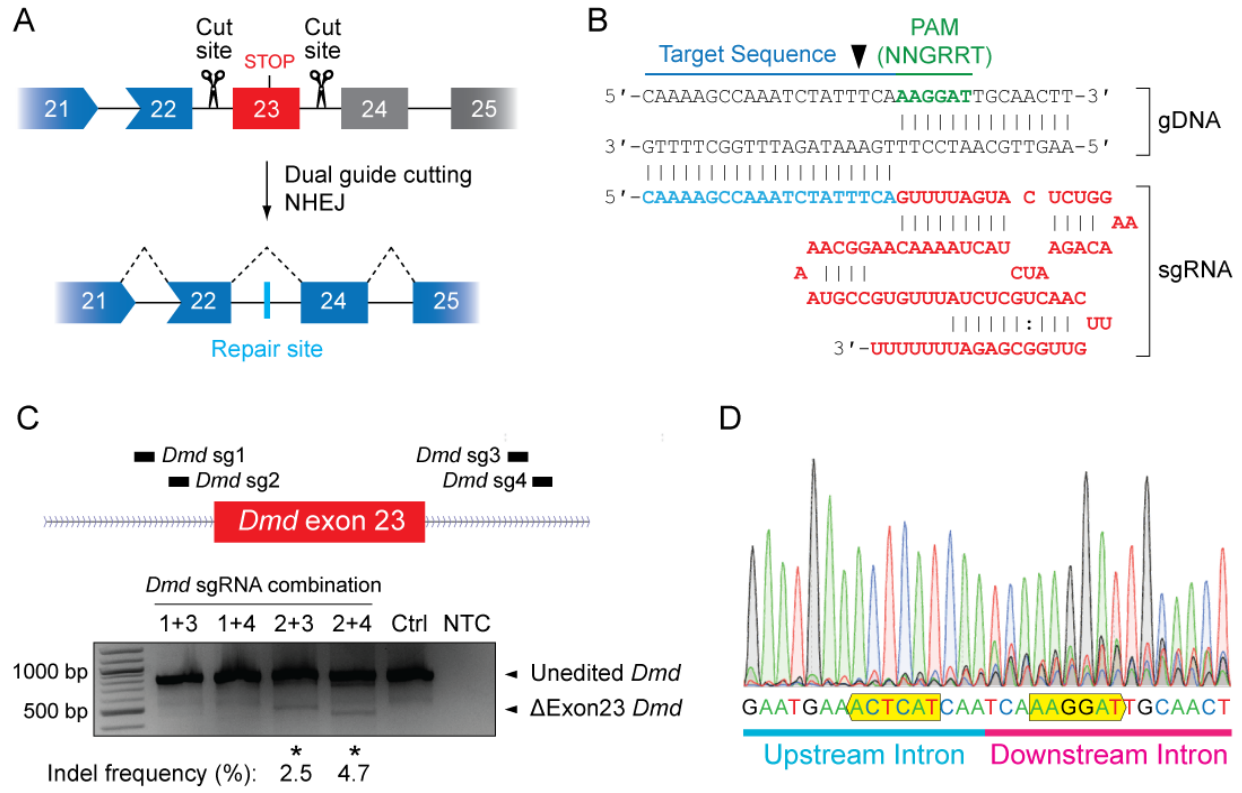 A
Cut site
Cut site
STOP
21 22 23 24 25
Dual guide cutting
NHEJ
21 22 24 25
Repair site
B
PAM
Target Sequence (NNGRRT)
5′-CAAAAGCCAAATCTATTTCAAAGGATTGCAACTT-3′
gDNA
3′-GTTTTCGGTTTAGATAAAGTTTCCTAACGTTGAA-5′
5′-CAAAAGCCAAATCTATTTCAGUUUUAGUA C UCUGG
AA
AACGGAACAAAAUCAU AGACA
sgRNA
A CUA
AUGCCGUGUUUAUCUCGUCAAC
: UU
3′-UUUUUUUAGAGCGGUUG
C
Dmd sg1 Dmd sg3
Dmd sg2 Dmd sg4
Dmd exon 23
Dmd sgRNA combination
1+3 1+4 2+3 2+4 Ctrl NTC
1000 bp Unedited Dmd
500 bp ΔExon23 Dmd
* *
Indel frequency (%): 2.5 4.7
D
GAATGAAACTCATCAATCAAAGGATTGCAACT
Upstream Intron Downstream Intron